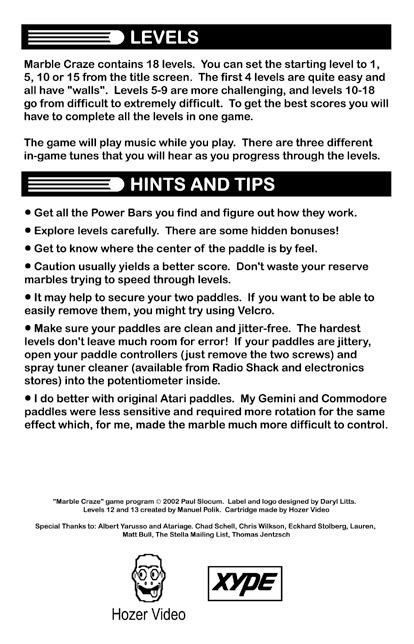 LEVELS
Marble Craze contains 18 levels. You can set the starting level to 1,
5, 10 or 15 from the title screen. The first 4 levels are quite easy and
all have "walls". Levels 5-9 are more challenging, and levels 10-18
go from difficult to extremely difficult. To get the best scores you will
have to complete all the levels in one game.
The game will play music while you play. There are three different
in-game tunes that you will hear as you progress through the levels.
HINTS AND TIPS
● Get all the Power Bars you find and figure out how they work.
● Explore levels carefully. There are some hidden bonuses!
● Get to know where the center of the paddle is by feel.
● Caution usually yields a better score. Don't waste your reserve
marbles trying to speed through levels.
● It may help to secure your two paddles. If you want to be able to
easily remove them, you might try using Velcro.
● Make sure your paddles are clean and jitter-free. The hardest
levels don't leave much room for error! If your paddles are jittery,
open your paddle controllers (just remove the two screws) and
spray tuner cleaner (available from Radio Shack and electronics
stores) into the potentiometer inside.
● I do better with original Atari paddles. My Gemini and Commodore
paddles were less sensitive and required more rotation for the same
effect which, for me, made the marble much more difficult to control.
"Marble Craze" game program © 2002 Paul Slocum. Label and logo designed by Daryl Litts.
Levels 12 and 13 created by Manuel Polik. Cartridge made by Hozer Video
Special Thanks to: Albert Yarusso and Atariage. Chad Schell, Chris Wilkson, Eckhard Stolberg, Lauren,
Matt Bull, The Stella Mailing List, Thomas Jentzsch
XYPE
Hozer Video